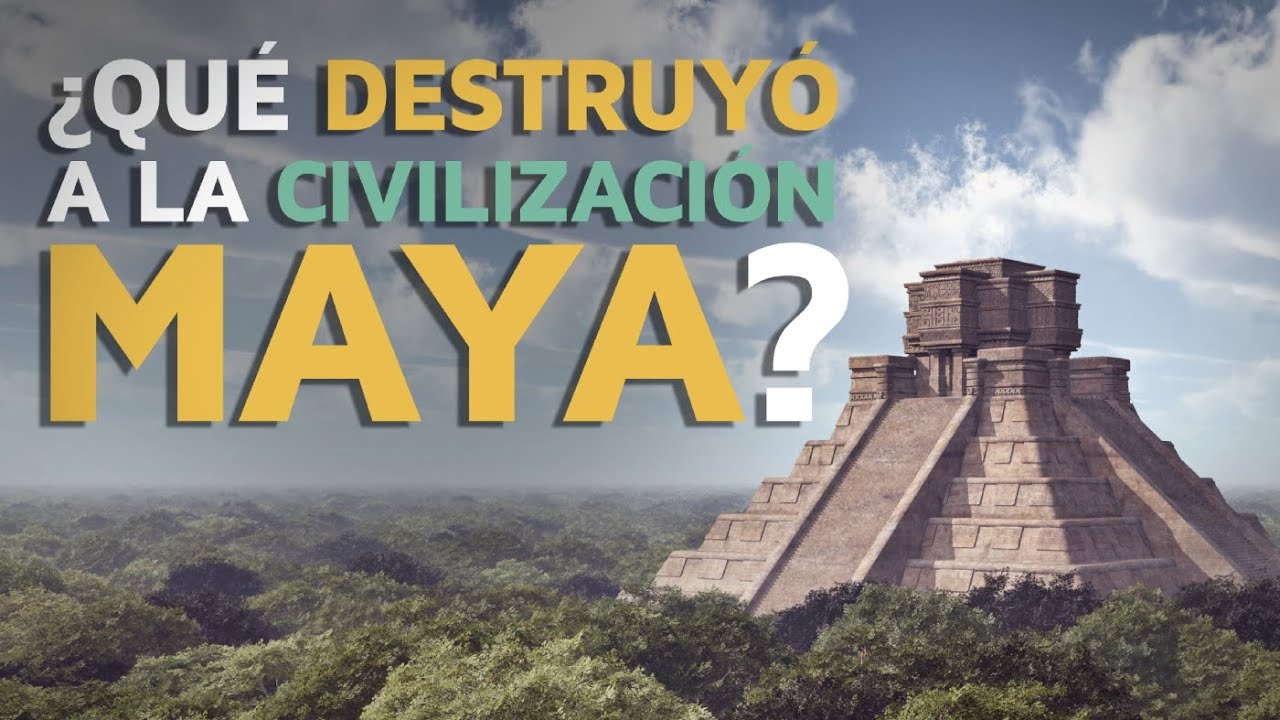 ¿QUÉ DESTRUYÓ
A LA CIVILIZACIÓN
MAYA?